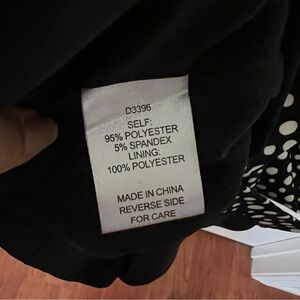 D3396
SELF:
95% POLYESTER
5% SPANDEX
LINING:
100% POLYESTER
MADE IN CHINA
REVERSE SIDE
FOR CARE